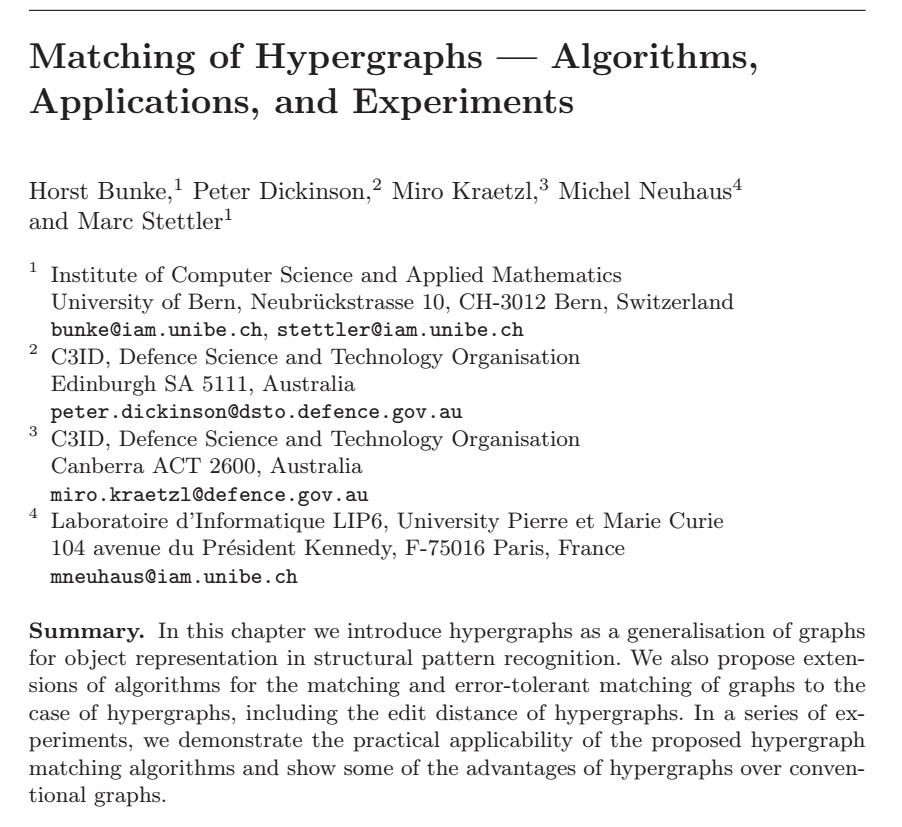 Matching of Hypergraphs — Algorithms,
Applications, and Experiments
Horst Bunke,1 Peter Dickinson,2 Miro Kraetzl,3 Michel Neuhaus4
and Marc Stettler1
1 Institute of Computer Science and Applied Mathematics
University of Bern, Neubrückstrasse 10, CH-3012 Bern, Switzerland
bunke@iam.unibe.ch, stettler@iam.unibe.ch
2 C3ID, Defence Science and Technology Organisation
Edinburgh SA 5111, Australia
peter.dickinson@dsto.defence.gov.au
3 C3ID, Defence Science and Technology Organisation
Canberra ACT 2600, Australia
miro.kraetzl@defence.gov.au
4 Laboratoire d'Informatique LIP6, University Pierre et Marie Curie
104 avenue du Président Kennedy, F-75016 Paris, France
mneuhaus@iam.unibe.ch
Summary. In this chapter we introduce hypergraphs as a generalisation of graphs
for object representation in structural pattern recognition. We also propose exten-
sions of algorithms for the matching and error-tolerant matching of graphs to the
case of hypergraphs, including the edit distance of hypergraphs. In a series of ex-
periments, we demonstrate the practical applicability of the proposed hypergraph
matching algorithms and show some of the advantages of hypergraphs over conven-
tional graphs.